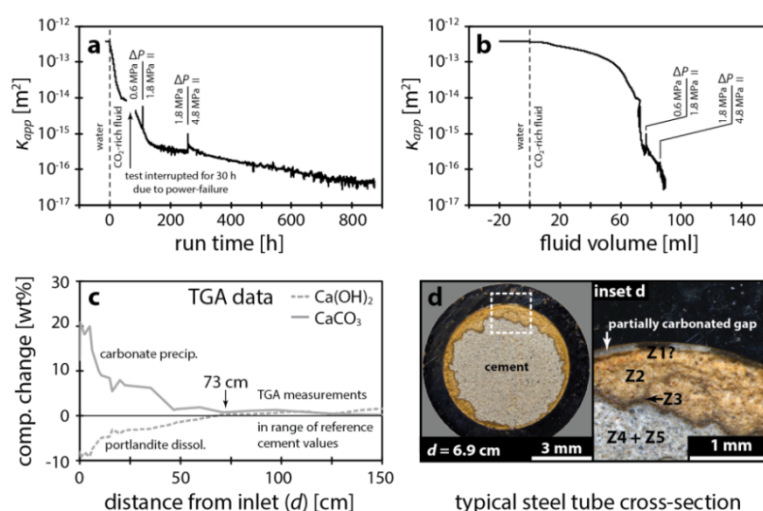 a
10⁻¹²
10⁻¹³
10⁻¹⁴
10⁻¹⁵
10⁻¹⁶
10⁻¹⁷
κapp [m²]
water
CO₂-rich fluid
0.6 MPa
1.8 MPa
ΔP =
1.8 MPa
4.8 MPa
ΔP =
test interrupted for 30 h
due to power-failure
0 200 400 600 800
run time [h]
b
10⁻¹²
10⁻¹³
10⁻¹⁴
10⁻¹⁵
10⁻¹⁶
10⁻¹⁷
κapp [m²]
water
CO₂-rich fluid
0.6 MPa
1.8 MPa
ΔP =
1.8 MPa
4.8 MPa
ΔP =
-20 0 20 60 100 140
fluid volume [ml]
c
TGA data
Ca(OH)₂
CaCO₃
30
20
10
0
-10
comp. change [wt%]
carbonate precip.
73 cm
TGA measurements
in range of reference
cement values
portlandite dissol.
0 50 100 150
distance from inlet (d) [cm]
d
cement
d = 6.9 cm
3 mm
inset d
partially carbonated gap
Z1?
Z2
Z3
Z4 + Z5
1 mm
typical steel tube cross-section